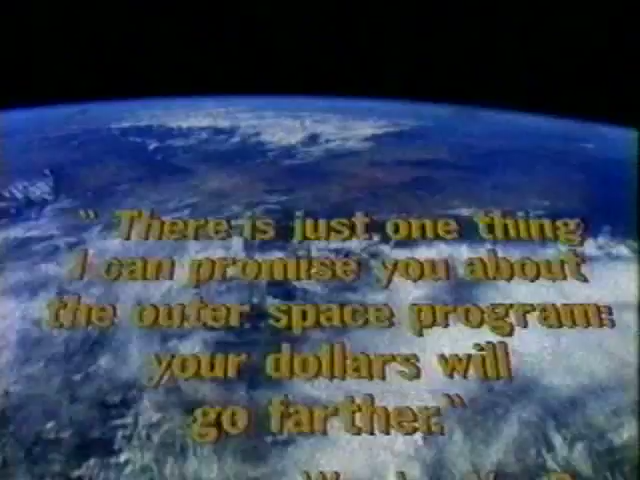 " There is just one thing
I can promise you about
the outer space program:
your dollars will
go farther."